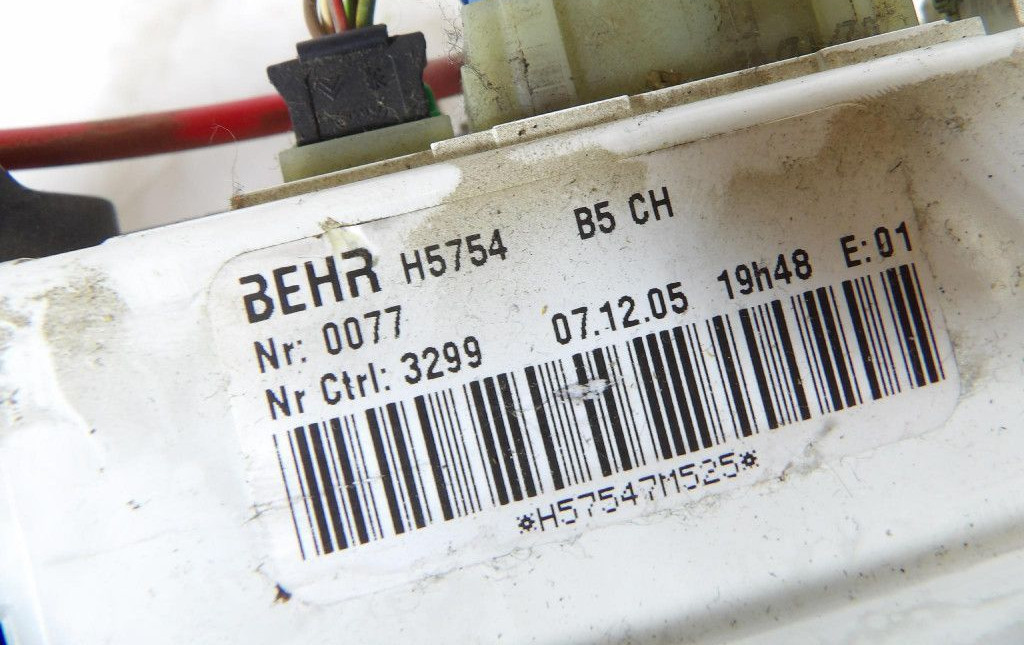 BEHR H5754 B5 CH
Nr: 0077
Nr Ctrl: 3299 07.12.05 19h48 E:01
*H57547M525*